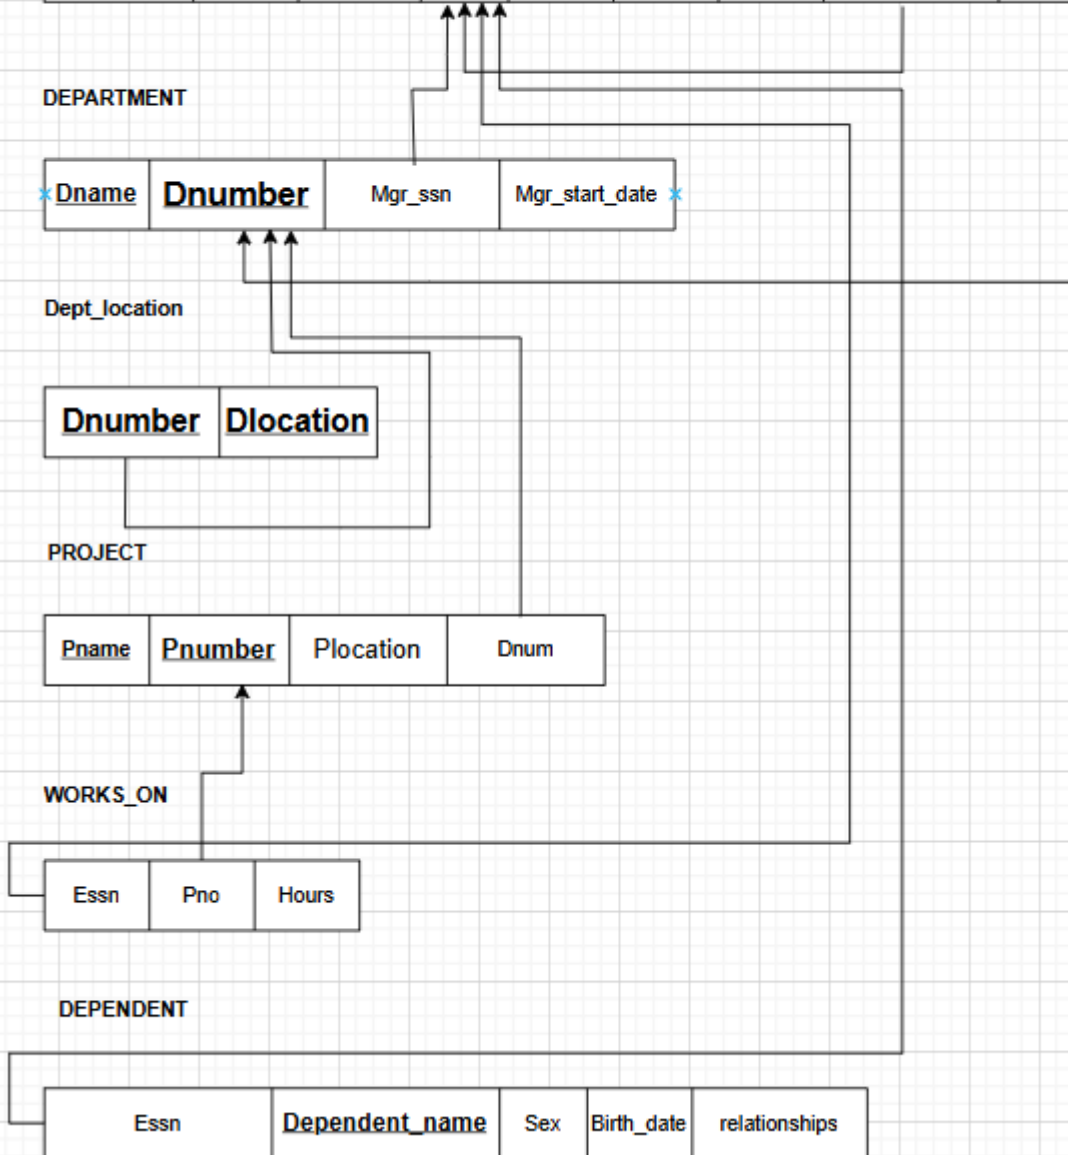 DEPARTMENT
Dname Dnumber Mgr_ssn Mgr_start_date
Dept_location
Dnumber Dlocation
PROJECT
Pname Pnumber Plocation Dnum
WORKS_ON
Essn Pno Hours
DEPENDENT
Essn Dependent_name Sex Birth_date relationships